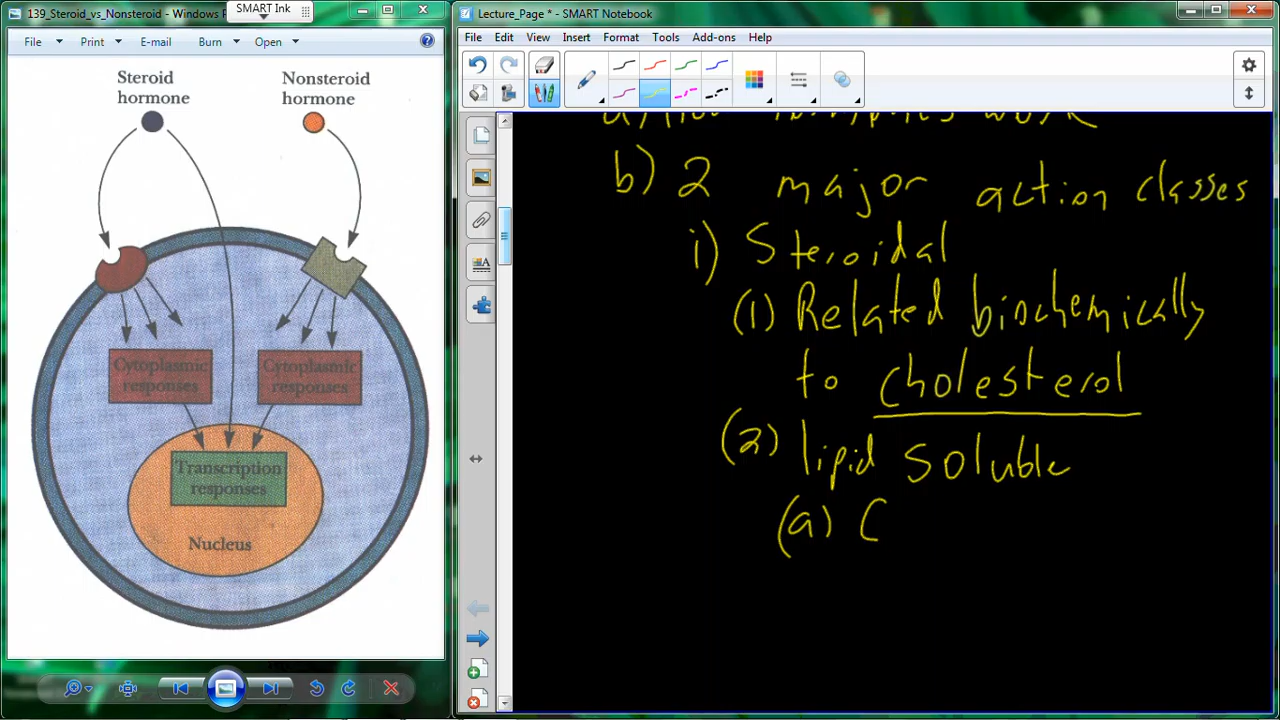 139_Steroid_vs_Nonsteroid - Windows P
SMART Ink
File Print E-mail Burn Open
Steroid
hormone
Nonsteroid
hormone
Cytoplasmic
responses
Cytoplasmic
responses
Transcription
responses
Nucleus
Lecture_Page * - SMART Notebook
File Edit View Insert Format Tools Add-ons Help
b) 2 major action classes
i) Steroidal
(1) Related biochemically
to cholesterol
(2) lipid soluble
(a) C